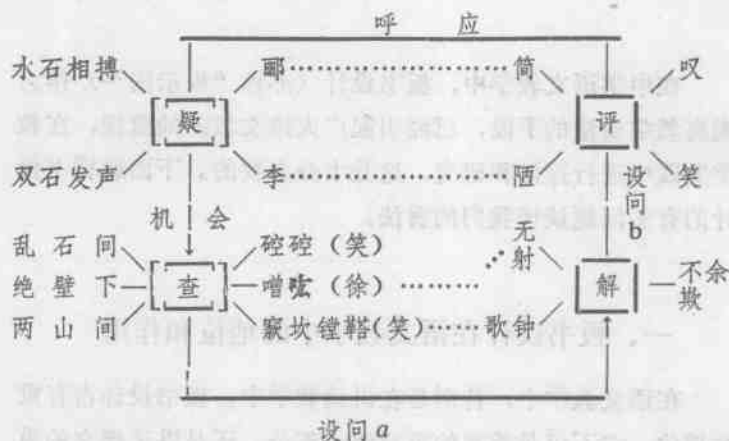 呼 应
水石相搏 郦……………………简 叹
疑 评
双石发声 李……………………陋 设问b 笑
机 会
乱 石 间 硿硿（笑） 无射
绝 壁 下 查 噌吰（徐）……… 解 不余欺
两 山 间 窾坎镗鞳(笑)……歌钟
设问a